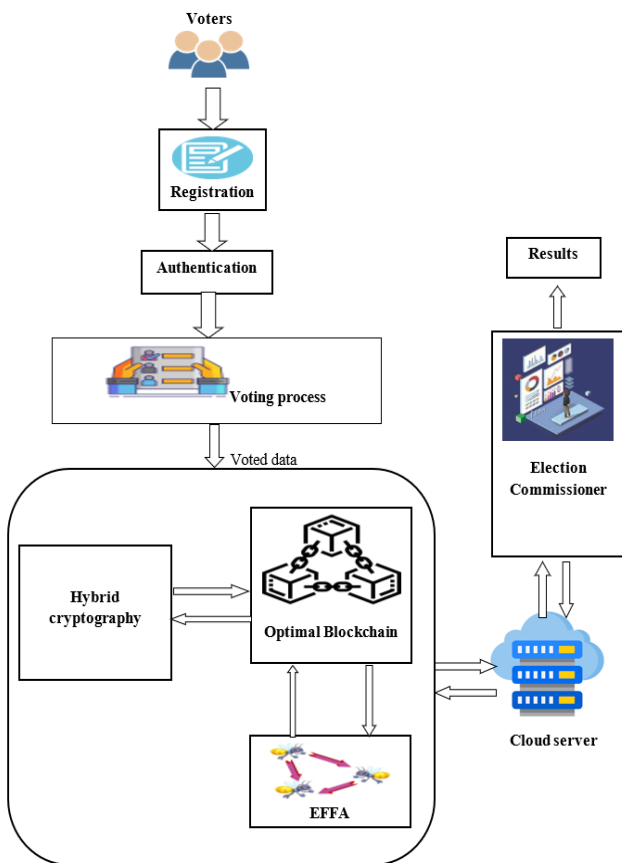 Voters
Registration
Authentication
Voting process
Voted data
Hybrid
cryptography
Optimal Blockchain
EFFA
Results
Election
Commissioner
Cloud server